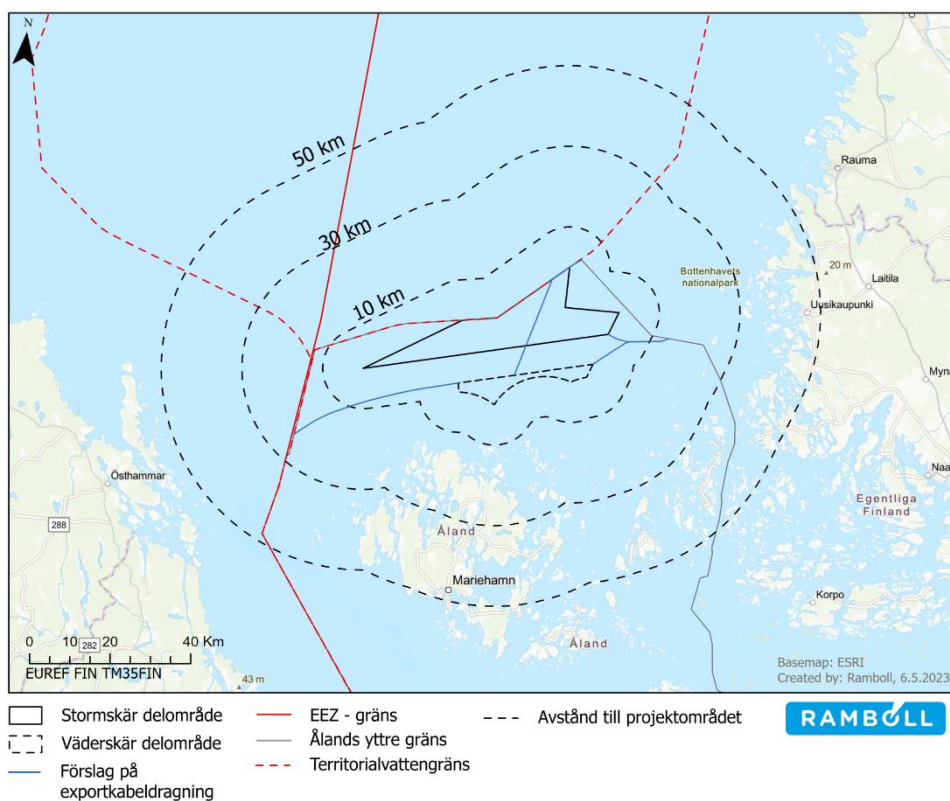 N
50 km
30 km
10 km
Rauma
Bottenhavets
nationalpark
20 m
Laitila
Uusikaupunki
Myna
Östhammar
288
Åland
Naa
Egentliga
Finland
Mariehamn
Korpo
Åland
0 10 20 40 Km
282
EUREF FIN TM35FIN
43 m
Basemap: ESRI
Created by: Ramboll, 6.5.2023
Stormskär delområde
Väderskär delområde
Förslag på
exportkabeldragning
EEZ - gräns
Ålands yttre gräns
Territorialvattengräns
Avstånd till projektområdet
RAMBOLL